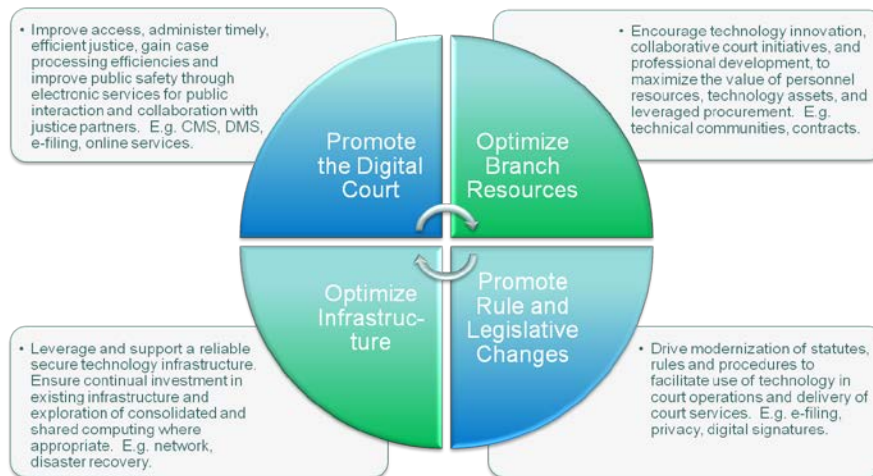 • Improve access, administer timely,
efficient justice, gain case
processing efficiencies and
improve public safety through
electronic services for public
interaction and collaboration with
justice partners. E.g. CMS, DMS,
e-filing, online services.
• Encourage technology innovation,
collaborative court initiatives, and
professional development, to
maximize the value of personnel
resources, technology assets, and
leveraged procurement. E.g.
technical communities, contracts.
Promote
the Digital
Court
Optimize
Branch
Resources
Optimize
Infrastruc-
ture
Promote
Rule and
Legislative
Changes
• Leverage and support a reliable
secure technology infrastructure.
Ensure continual investment in
existing infrastructure and
exploration of consolidated and
shared computing where
appropriate. E.g. network,
disaster recovery.
• Drive modernization of statutes,
rules and procedures to
facilitate use of technology in
court operations and delivery of
court services. E.g. e-filing,
privacy, digital signatures.